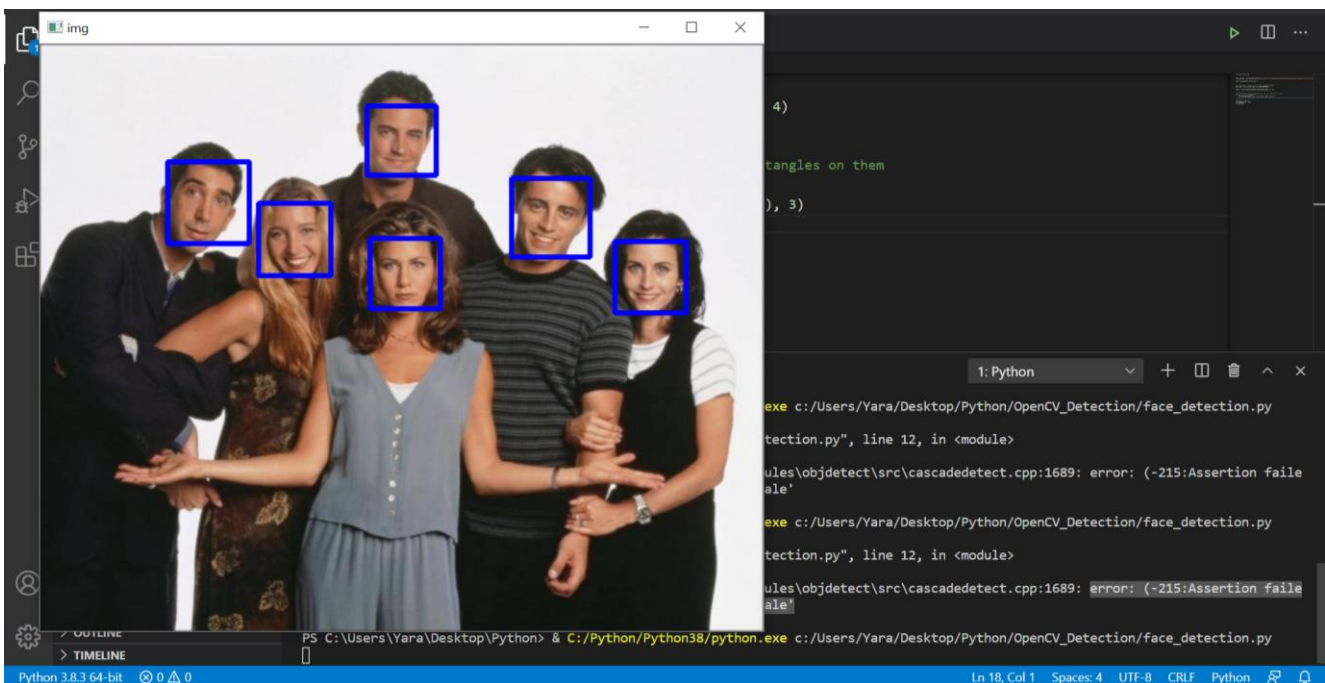 img
1
4)
tangles on them
), 3)
1: Python
exe c:/Users/Yara/Desktop/Python/OpenCV_Detection/face_detection.py
tection.py", line 12, in <module>
ules\objdetect\src\cascadedetect.cpp:1689: error: (-215:Assertion faile
ale'
exe c:/Users/Yara/Desktop/Python/OpenCV_Detection/face_detection.py
tection.py", line 12, in <module>
ules\objdetect\src\cascadedetect.cpp:1689: error: (-215:Assertion faile
ale'
> OUTLINE
PS C:\Users\Yara\Desktop\Python> & C:/Python/Python38/python.exe c:/Users/Yara/Desktop/Python/OpenCV_Detection/face_detection.py
> TIMELINE
Python 3.8.3 64-bit 0 0 Ln 18, Col 1 Spaces: 4 UTF-8 CRLF Python